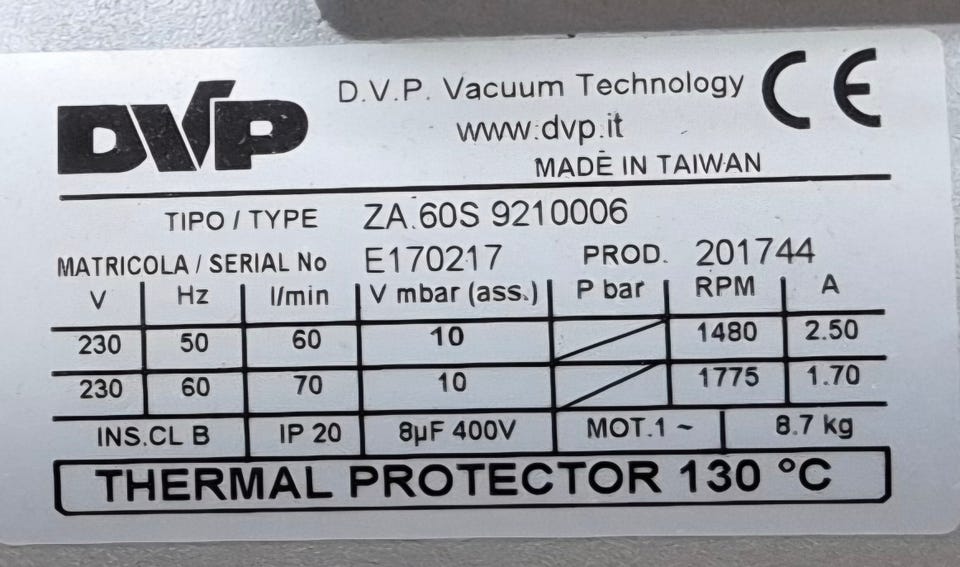 DVP
D.V.P. Vacuum Technology
CE
www.dvp.it
MADE IN TAIWAN
TIPO / TYPE ZA.60S 9210006
MATRICOLA / SERIAL No E170217 PROD. 201744
V Hz l/min V mbar (ass.) P bar RPM A
230 50 60 10 1480 2.50
230 60 70 10 1775 1.70
INS.CL B IP 20 8µF 400V MOT.1 ~ 8.7 kg
THERMAL PROTECTOR 130 °C